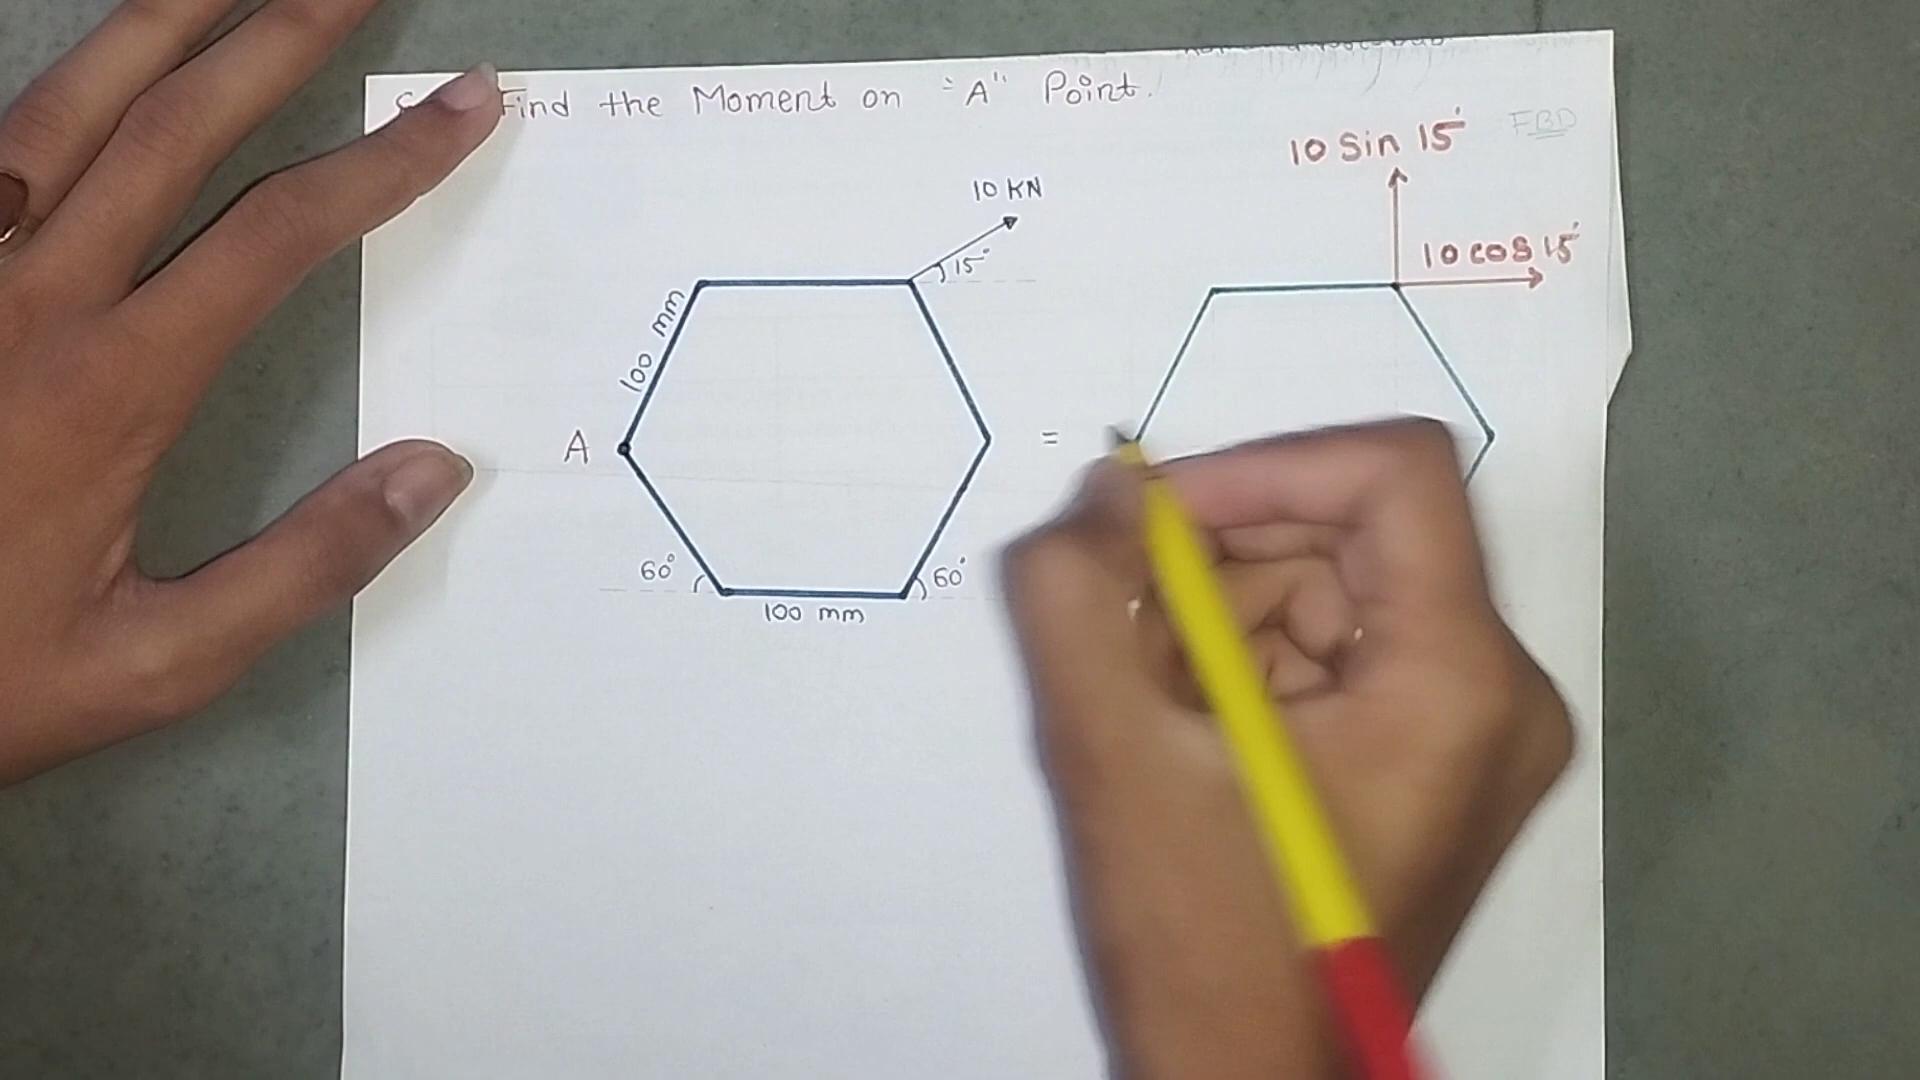 Find the Moment on "A" Point.
FBD
10 Sin 15°
10 KN
15°
10 cos 15°
100 mm
A
=
60°
60°
100 mm